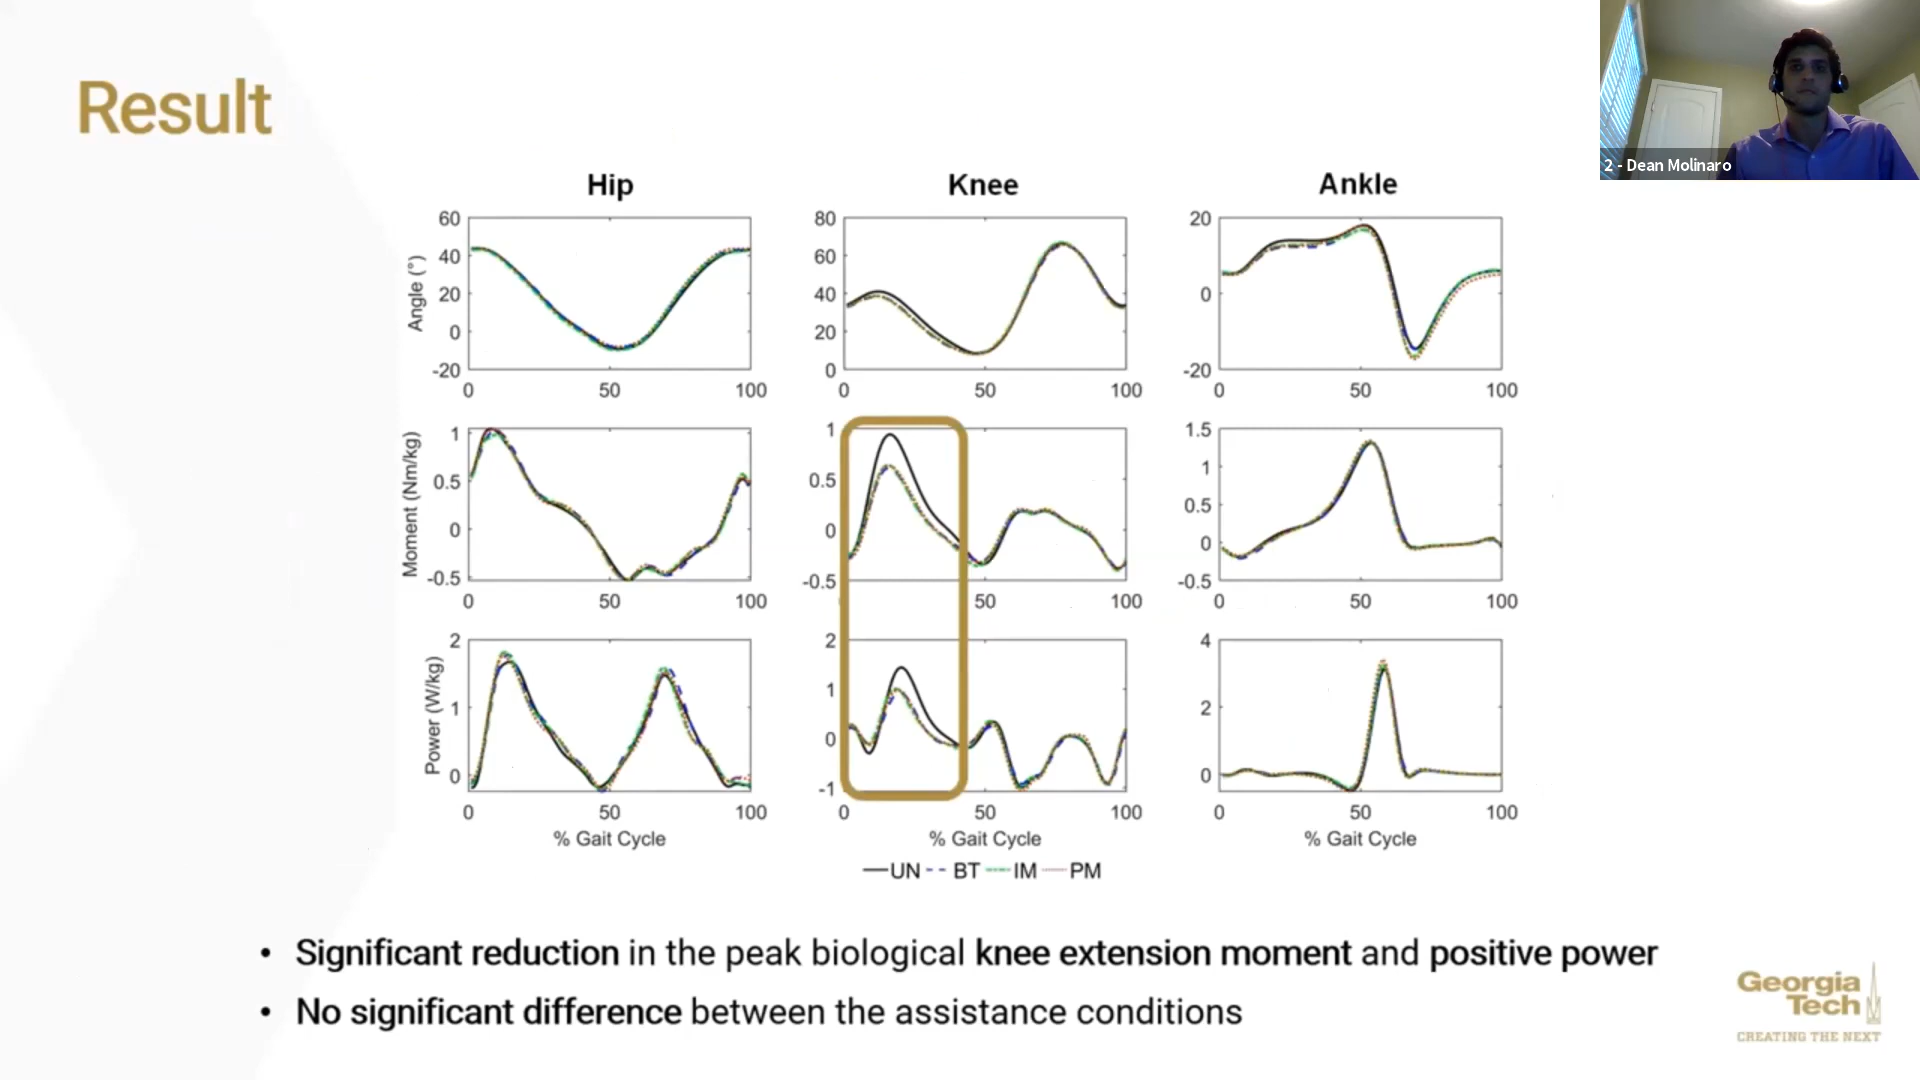 Result
2 - Dean Molinaro
Hip Knee Ankle
Angle (°)
60
40
20
0
-20
0 50 100
80
60
40
20
0
0 50 100
20
0
-20
0 50 100
Moment (Nm/kg)
1
0.5
0
-0.5
0 50 100
1
0.5
0
-0.5
50 100
1.5
1
0.5
0
-0.5
0 50 100
Power (W/kg)
2
1
0
0 50 100
% Gait Cycle
2
1
0
-1
0 50 100
% Gait Cycle
4
2
0
0 50 100
% Gait Cycle
UN BT IM PM
• Significant reduction in the peak biological knee extension moment and positive power
• No significant difference between the assistance conditions
Georgia
Tech
CREATING THE NEXT